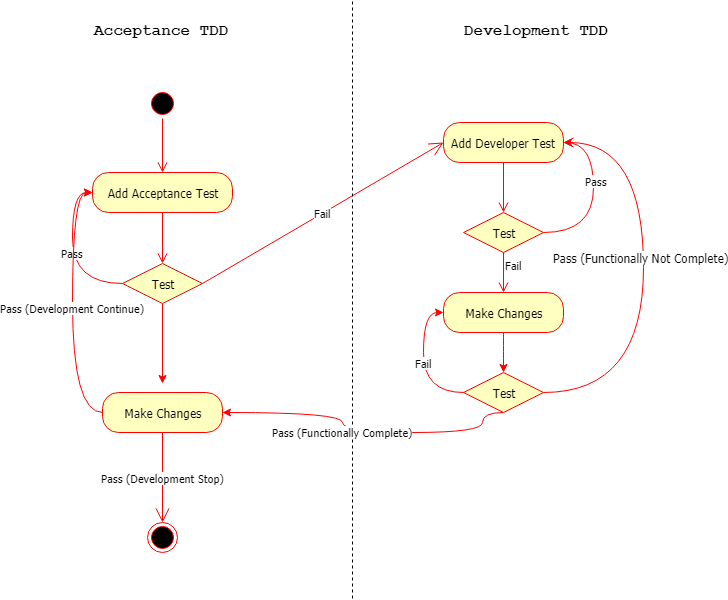 Acceptance TDD
Development TDD
Add Acceptance Test
Pass
Test
Fail
Pass (Development Continue)
Make Changes
Pass (Development Stop)
Add Developer Test
Pass
Test
Fail
Pass (Functionally Not Complete)
Make Changes
Fail
Test
Pass (Functionally Complete)